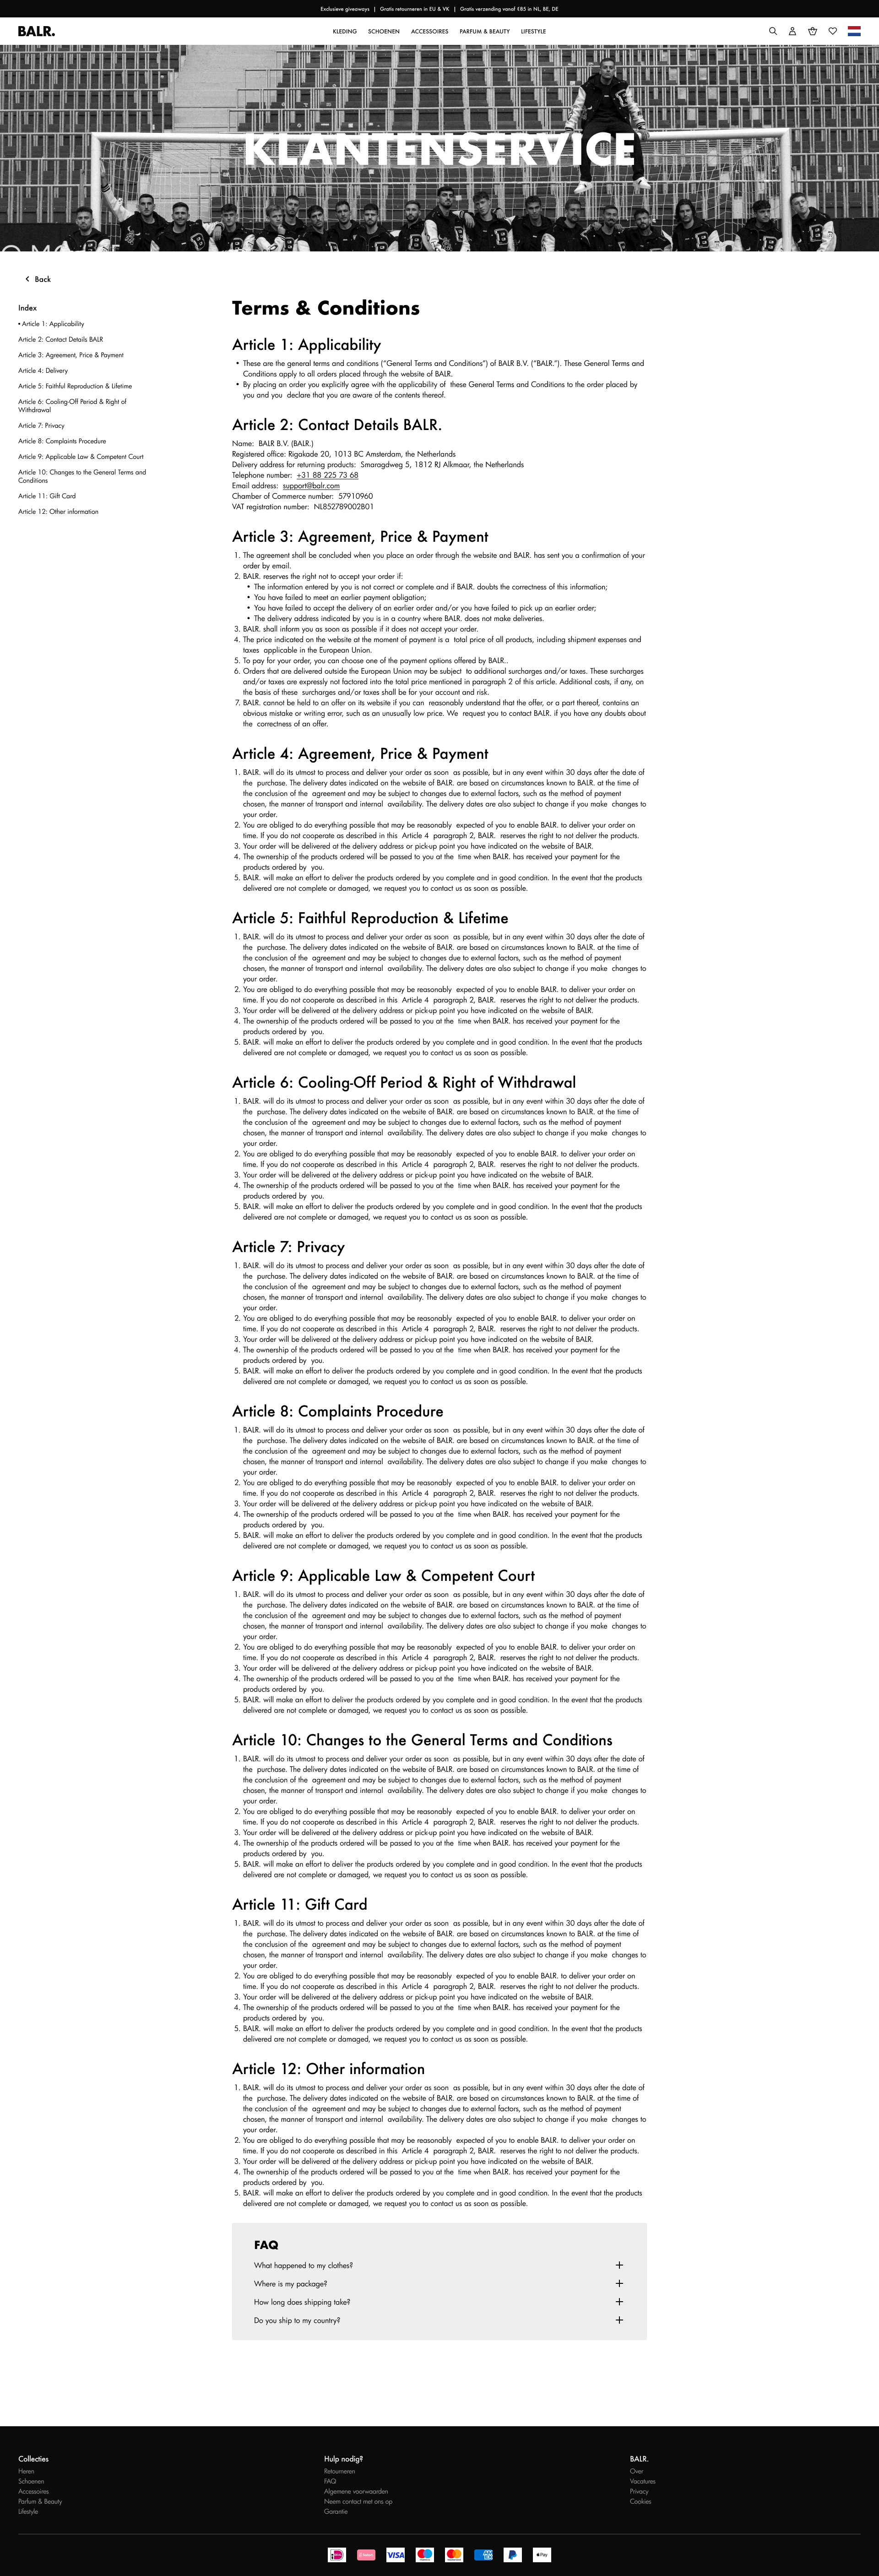 Exclusieve giveaways | Gratis retourneren in EU & VK | Gratis verzending vanaf €85 in NL, BE, DE
BALR.
KLEDING SCHOENEN ACCESSOIRES PARFUM & BEAUTY LIFESTYLE
KLANTENSERVICE
Back
Index
• Article 1: Applicability
Article 2: Contact Details BALR
Article 3: Agreement, Price & Payment
Article 4: Delivery
Article 5: Faithful Reproduction & Lifetime
Article 6: Cooling-Off Period & Right of
Withdrawal
Article 7: Privacy
Article 8: Complaints Procedure
Article 9: Applicable Law & Competent Court
Article 10: Changes to the General Terms and
Conditions
Article 11: Gift Card
Article 12: Other information
Terms & Conditions
Article 1: Applicability
• These are the general terms and conditions (“General Terms and Conditions”) of BALR B.V. (“BALR.”). These General Terms and
Conditions apply to all orders placed through the website of BALR.
• By placing an order you explicitly agree with the applicability of these General Terms and Conditions to the order placed by
you and you declare that you are aware of the contents thereof.
Article 2: Contact Details BALR.
Name: BALR B.V. (BALR.)
Registered office: Rigakade 20, 1013 BC Amsterdam, the Netherlands
Delivery address for returning products: Smaragdweg 5, 1812 RJ Alkmaar, the Netherlands
Telephone number: +31 88 225 73 68
Email address: support@balr.com
Chamber of Commerce number: 57910960
VAT registration number: NL852789002B01
Article 3: Agreement, Price & Payment
1. The agreement shall be concluded when you place an order through the website and BALR. has sent you a confirmation of your
order by email.
2. BALR. reserves the right not to accept your order if:
• The information entered by you is not correct or complete and if BALR. doubts the correctness of this information;
• You have failed to meet an earlier payment obligation;
• You have failed to accept the delivery of an earlier order and/or you have failed to pick up an earlier order;
• The delivery address indicated by you is in a country where BALR. does not make deliveries.
3. BALR. shall inform you as soon as possible if it does not accept your order.
4. The price indicated on the website at the moment of payment is a total price of all products, including shipment expenses and
taxes applicable in the European Union.
5. To pay for your order, you can choose one of the payment options offered by BALR..
6. Orders that are delivered outside the European Union may be subject to additional surcharges and/or taxes. These surcharges
and/or taxes are expressly not factored into the total price mentioned in paragraph 2 of this article. Additional costs, if any, on
the basis of these surcharges and/or taxes shall be for your account and risk.
7. BALR. cannot be held to an offer on its website if you can reasonably understand that the offer, or a part thereof, contains an
obvious mistake or writing error, such as an unusually low price. We request you to contact BALR. if you have any doubts about
the correctness of an offer.
Article 4: Agreement, Price & Payment
1. BALR. will do its utmost to process and deliver your order as soon as possible, but in any event within 30 days after the date of
the purchase. The delivery dates indicated on the website of BALR. are based on circumstances known to BALR. at the time of
the conclusion of the agreement and may be subject to changes due to external factors, such as the method of payment
chosen, the manner of transport and internal availability. The delivery dates are also subject to change if you make changes to
your order.
2. You are obliged to do everything possible that may be reasonably expected of you to enable BALR. to deliver your order on
time. If you do not cooperate as described in this Article 4 paragraph 2, BALR. reserves the right to not deliver the products.
3. Your order will be delivered at the delivery address or pick-up point you have indicated on the website of BALR.
4. The ownership of the products ordered will be passed to you at the time when BALR. has received your payment for the
products ordered by you.
5. BALR. will make an effort to deliver the products ordered by you complete and in good condition. In the event that the products
delivered are not complete or damaged, we request you to contact us as soon as possible.
Article 5: Faithful Reproduction & Lifetime
1. BALR. will do its utmost to process and deliver your order as soon as possible, but in any event within 30 days after the date of
the purchase. The delivery dates indicated on the website of BALR. are based on circumstances known to BALR. at the time of
the conclusion of the agreement and may be subject to changes due to external factors, such as the method of payment
chosen, the manner of transport and internal availability. The delivery dates are also subject to change if you make changes to
your order.
2. You are obliged to do everything possible that may be reasonably expected of you to enable BALR. to deliver your order on
time. If you do not cooperate as described in this Article 4 paragraph 2, BALR. reserves the right to not deliver the products.
3. Your order will be delivered at the delivery address or pick-up point you have indicated on the website of BALR.
4. The ownership of the products ordered will be passed to you at the time when BALR. has received your payment for the
products ordered by you.
5. BALR. will make an effort to deliver the products ordered by you complete and in good condition. In the event that the products
delivered are not complete or damaged, we request you to contact us as soon as possible.
Article 6: Cooling-Off Period & Right of Withdrawal
1. BALR. will do its utmost to process and deliver your order as soon as possible, but in any event within 30 days after the date of
the purchase. The delivery dates indicated on the website of BALR. are based on circumstances known to BALR. at the time of
the conclusion of the agreement and may be subject to changes due to external factors, such as the method of payment
chosen, the manner of transport and internal availability. The delivery dates are also subject to change if you make changes to
your order.
2. You are obliged to do everything possible that may be reasonably expected of you to enable BALR. to deliver your order on
time. If you do not cooperate as described in this Article 4 paragraph 2, BALR. reserves the right to not deliver the products.
3. Your order will be delivered at the delivery address or pick-up point you have indicated on the website of BALR.
4. The ownership of the products ordered will be passed to you at the time when BALR. has received your payment for the
products ordered by you.
5. BALR. will make an effort to deliver the products ordered by you complete and in good condition. In the event that the products
delivered are not complete or damaged, we request you to contact us as soon as possible.
Article 7: Privacy
1. BALR. will do its utmost to process and deliver your order as soon as possible, but in any event within 30 days after the date of
the purchase. The delivery dates indicated on the website of BALR. are based on circumstances known to BALR. at the time of
the conclusion of the agreement and may be subject to changes due to external factors, such as the method of payment
chosen, the manner of transport and internal availability. The delivery dates are also subject to change if you make changes to
your order.
2. You are obliged to do everything possible that may be reasonably expected of you to enable BALR. to deliver your order on
time. If you do not cooperate as described in this Article 4 paragraph 2, BALR. reserves the right to not deliver the products.
3. Your order will be delivered at the delivery address or pick-up point you have indicated on the website of BALR.
4. The ownership of the products ordered will be passed to you at the time when BALR. has received your payment for the
products ordered by you.
5. BALR. will make an effort to deliver the products ordered by you complete and in good condition. In the event that the products
delivered are not complete or damaged, we request you to contact us as soon as possible.
Article 8: Complaints Procedure
1. BALR. will do its utmost to process and deliver your order as soon as possible, but in any event within 30 days after the date of
the purchase. The delivery dates indicated on the website of BALR. are based on circumstances known to BALR. at the time of
the conclusion of the agreement and may be subject to changes due to external factors, such as the method of payment
chosen, the manner of transport and internal availability. The delivery dates are also subject to change if you make changes to
your order.
2. You are obliged to do everything possible that may be reasonably expected of you to enable BALR. to deliver your order on
time. If you do not cooperate as described in this Article 4 paragraph 2, BALR. reserves the right to not deliver the products.
3. Your order will be delivered at the delivery address or pick-up point you have indicated on the website of BALR.
4. The ownership of the products ordered will be passed to you at the time when BALR. has received your payment for the
products ordered by you.
5. BALR. will make an effort to deliver the products ordered by you complete and in good condition. In the event that the products
delivered are not complete or damaged, we request you to contact us as soon as possible.
Article 9: Applicable Law & Competent Court
1. BALR. will do its utmost to process and deliver your order as soon as possible, but in any event within 30 days after the date of
the purchase. The delivery dates indicated on the website of BALR. are based on circumstances known to BALR. at the time of
the conclusion of the agreement and may be subject to changes due to external factors, such as the method of payment
chosen, the manner of transport and internal availability. The delivery dates are also subject to change if you make changes to
your order.
2. You are obliged to do everything possible that may be reasonably expected of you to enable BALR. to deliver your order on
time. If you do not cooperate as described in this Article 4 paragraph 2, BALR. reserves the right to not deliver the products.
3. Your order will be delivered at the delivery address or pick-up point you have indicated on the website of BALR.
4. The ownership of the products ordered will be passed to you at the time when BALR. has received your payment for the
products ordered by you.
5. BALR. will make an effort to deliver the products ordered by you complete and in good condition. In the event that the products
delivered are not complete or damaged, we request you to contact us as soon as possible.
Article 10: Changes to the General Terms and Conditions
1. BALR. will do its utmost to process and deliver your order as soon as possible, but in any event within 30 days after the date of
the purchase. The delivery dates indicated on the website of BALR. are based on circumstances known to BALR. at the time of
the conclusion of the agreement and may be subject to changes due to external factors, such as the method of payment
chosen, the manner of transport and internal availability. The delivery dates are also subject to change if you make changes to
your order.
2. You are obliged to do everything possible that may be reasonably expected of you to enable BALR. to deliver your order on
time. If you do not cooperate as described in this Article 4 paragraph 2, BALR. reserves the right to not deliver the products.
3. Your order will be delivered at the delivery address or pick-up point you have indicated on the website of BALR.
4. The ownership of the products ordered will be passed to you at the time when BALR. has received your payment for the
products ordered by you.
5. BALR. will make an effort to deliver the products ordered by you complete and in good condition. In the event that the products
delivered are not complete or damaged, we request you to contact us as soon as possible.
Article 11: Gift Card
1. BALR. will do its utmost to process and deliver your order as soon as possible, but in any event within 30 days after the date of
the purchase. The delivery dates indicated on the website of BALR. are based on circumstances known to BALR. at the time of
the conclusion of the agreement and may be subject to changes due to external factors, such as the method of payment
chosen, the manner of transport and internal availability. The delivery dates are also subject to change if you make changes to
your order.
2. You are obliged to do everything possible that may be reasonably expected of you to enable BALR. to deliver your order on
time. If you do not cooperate as described in this Article 4 paragraph 2, BALR. reserves the right to not deliver the products.
3. Your order will be delivered at the delivery address or pick-up point you have indicated on the website of BALR.
4. The ownership of the products ordered will be passed to you at the time when BALR. has received your payment for the
products ordered by you.
5. BALR. will make an effort to deliver the products ordered by you complete and in good condition. In the event that the products
delivered are not complete or damaged, we request you to contact us as soon as possible.
Article 12: Other information
1. BALR. will do its utmost to process and deliver your order as soon as possible, but in any event within 30 days after the date of
the purchase. The delivery dates indicated on the website of BALR. are based on circumstances known to BALR. at the time of
the conclusion of the agreement and may be subject to changes due to external factors, such as the method of payment
chosen, the manner of transport and internal availability. The delivery dates are also subject to change if you make changes to
your order.
2. You are obliged to do everything possible that may be reasonably expected of you to enable BALR. to deliver your order on
time. If you do not cooperate as described in this Article 4 paragraph 2, BALR. reserves the right to not deliver the products.
3. Your order will be delivered at the delivery address or pick-up point you have indicated on the website of BALR.
4. The ownership of the products ordered will be passed to you at the time when BALR. has received your payment for the
products ordered by you.
5. BALR. will make an effort to deliver the products ordered by you complete and in good condition. In the event that the products
delivered are not complete or damaged, we request you to contact us as soon as possible.
FAQ
What happened to my clothes?
Where is my package?
How long does shipping take?
Do you ship to my country?
Collecties
Heren
Schoenen
Accessoires
Parfum & Beauty
Lifestyle
Hulp nodig?
Retourneren
FAQ
Algemene voorwaarden
Neem contact met ons op
Garantie
BALR.
Over
Vacatures
Privacy
Cookies
VISA
Pay